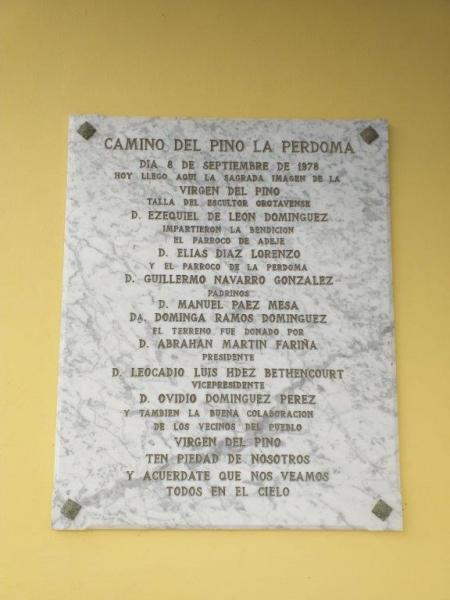 CAMINO DEL PINO LA PERDOMA
DIA 8 DE SEPTIEMBRE DE 1978
HOY LLEGO AQUI LA SAGRADA IMAGEN DE LA
VIRGEN DEL PINO
TALLA DEL ESCULTOR OROTAVENSE
D. EZEQUIEL DE LEON DOMINGUEZ
IMPARTIERON LA BENDICION
EL PARROCO DE ADEJE
D. ELIAS DIAZ LORENZO
Y EL PARROCO DE LA PERDOMA
D. GUILLERMO NAVARRO GONZALEZ
PADRINOS
D. MANUEL PAEZ MESA
DA. DOMINGA RAMOS DOMINGUEZ
EL TERRENO FUE DONADO POR
D. ABRAHAN MARTIN FARIÑA
PRESIDENTE
D. LEOCADIO LUIS HDEZ BETHENCOURT
VICEPRESIDENTE
D. OVIDIO DOMINGUEZ PEREZ
Y TAMBIEN LA BUENA COLABORACION
DE LOS VECINOS DEL PUEBLO
VIRGEN DEL PINO
TEN PIEDAD DE NOSOTROS
Y ACUERDATE QUE NOS VEAMOS
TODOS EN EL CIELO